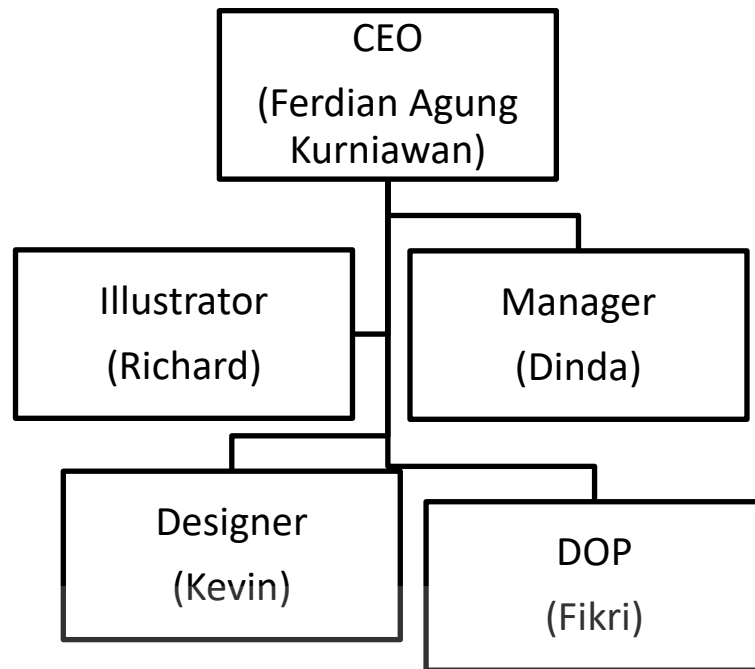 CEO
(Ferdian Agung
Kurniawan)
Illustrator
(Richard)
Manager
(Dinda)
Designer
(Kevin)
DOP
(Fikri)